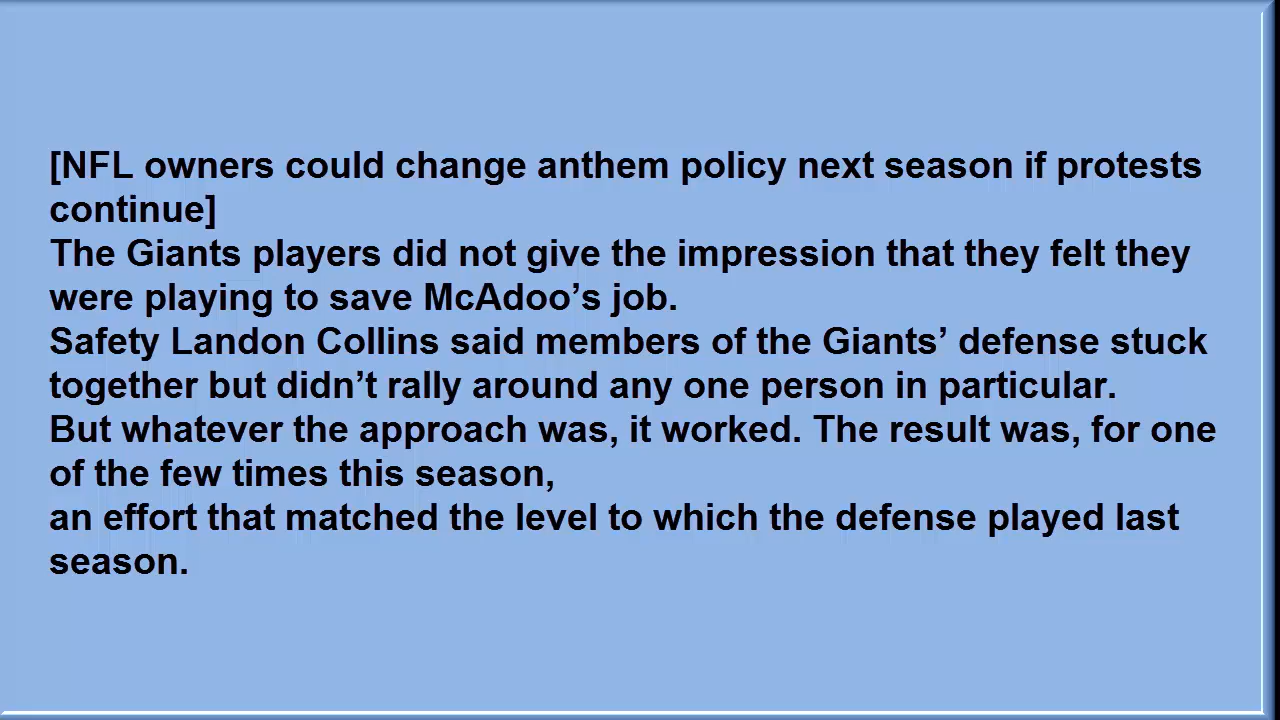 [NFL owners could change anthem policy next season if protests
continue]
The Giants players did not give the impression that they felt they
were playing to save McAdoo’s job.
Safety Landon Collins said members of the Giants’ defense stuck
together but didn’t rally around any one person in particular.
But whatever the approach was, it worked. The result was, for one
of the few times this season,
an effort that matched the level to which the defense played last
season.